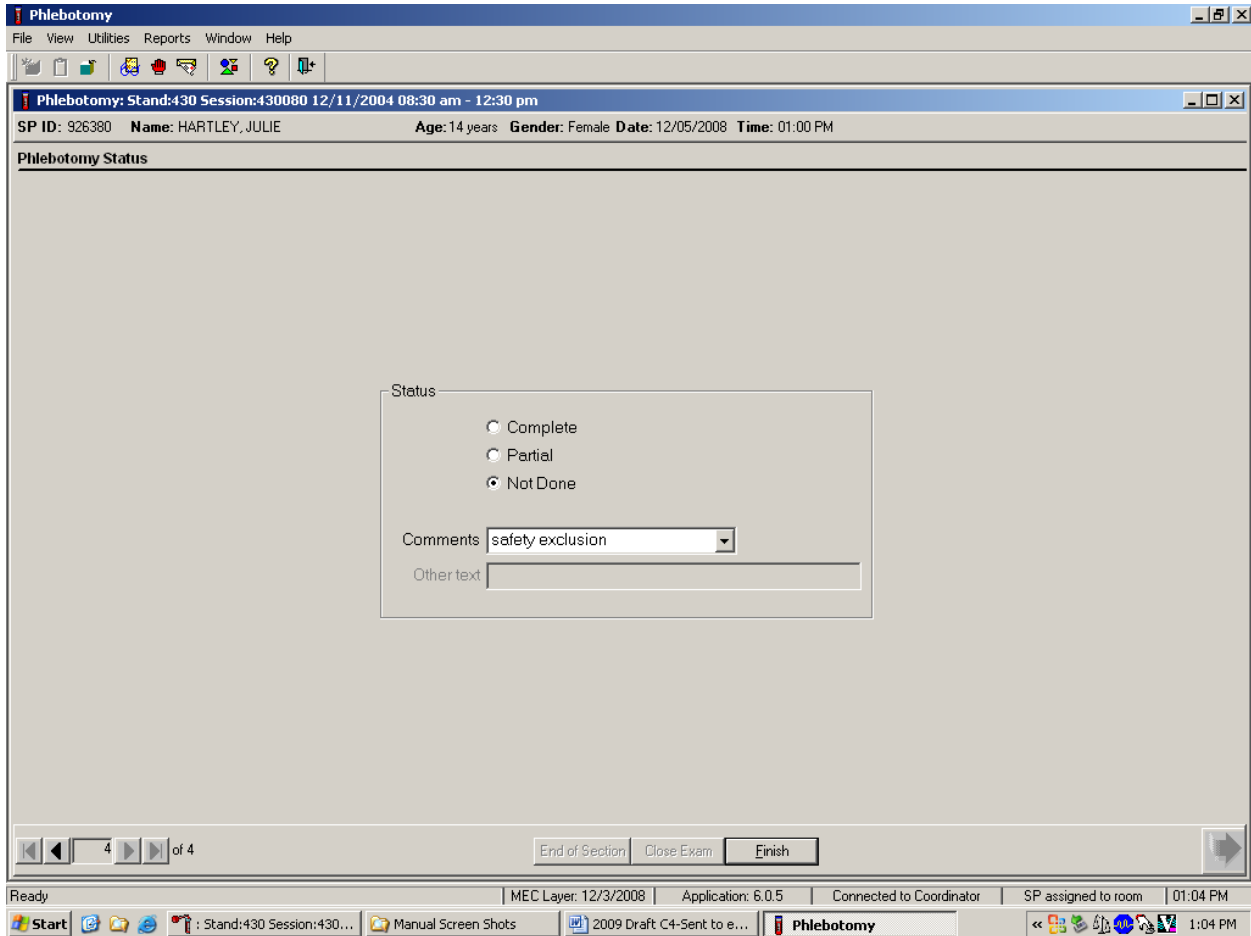 Phlebotomy
File View Utilities Reports Window Help
Phlebotomy: Stand:430 Session:430080 12/11/2004 08:30 am - 12:30 pm
SP ID: 926380 Name: HARTLEY, JULIE Age: 14 years Gender: Female Date: 12/05/2008 Time: 01:00 PM
Phlebotomy Status
Status
Complete
Partial
Not Done
Comments safety exclusion
Other text
4 of 4 End of Section Close Exam Finish
Ready MEC Layer: 12/3/2008 Application: 6.0.5 Connected to Coordinator SP assigned to room 01:04 PM
Start : Stand:430 Session:430... Manual Screen Shots 2009 Draft C4-Sent to e... Phlebotomy « 1:04 PM